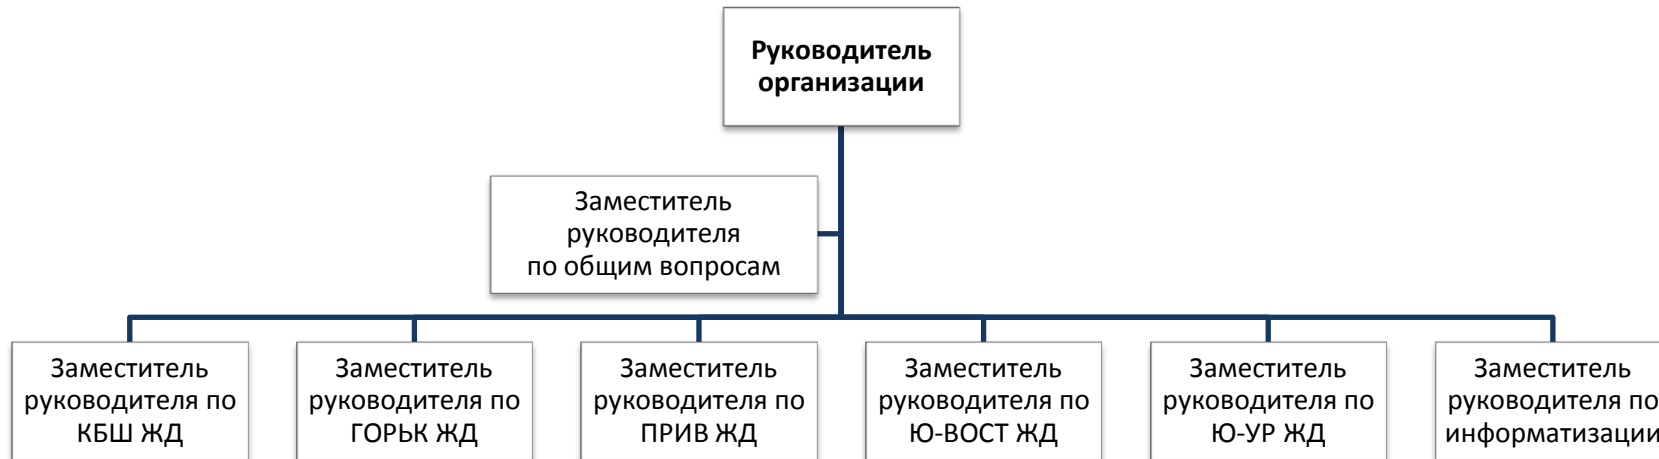 Руководитель
организации
Заместитель
руководителя
по общим вопросам
Заместитель
руководителя по
КБШ ЖД
Заместитель
руководителя по
ГОРЬК ЖД
Заместитель
руководителя по
ПРИВ ЖД
Заместитель
руководителя по
Ю-ВОСТ ЖД
Заместитель
руководителя по
Ю-УР ЖД
Заместитель
руководителя по
информатизации